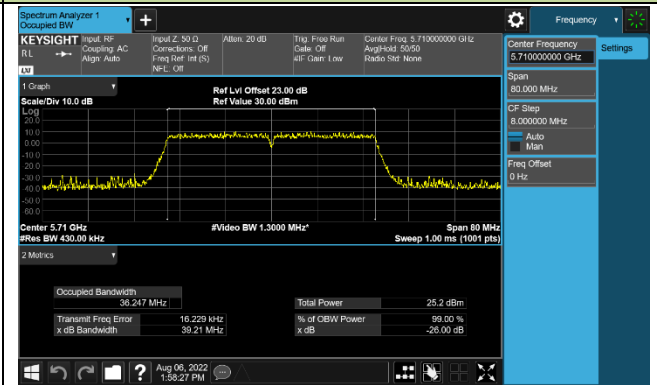 Spectrum Analyzer 1
Occupied BW
Frequency
KEYSIGHT
RL
LXI
Input: RF
Coupling: AC
Align: Auto
Input Z: 50 Ω
Corrections: Off
Freq Ref: Int (S)
NFE: Off
Atten: 20 dB
Trig: Free Run
Gate: Off
#IF Gain: Low
Center Freq: 5.710000000 GHz
Avg|Hold: 50/50
Radio Std: None
Center Frequency
5.710000000 GHz
Settings
Span
80.000 MHz
CF Step
8.000000 MHz
Auto
Man
Freq Offset
0 Hz
1 Graph
Scale/Div 10.0 dB
Ref Lvl Offset 23.00 dB
Ref Value 30.00 dBm
Log
20.0
10.0
0.00
-10.0
-20.0
-30.0
-40.0
-50.0
-60.0
Center 5.71 GHz
#Res BW 430.00 kHz
#Video BW 1.3000 MHz*
Span 80 MHz
Sweep 1.00 ms (1001 pts)
2 Metrics
Occupied Bandwidth
36.247 MHz
Total Power 25.2 dBm
Transmit Freq Error 16.229 kHz
% of OBW Power 99.00 %
x dB Bandwidth 39.21 MHz
x dB -26.00 dB
Aug 06, 2022
1:58:27 PM